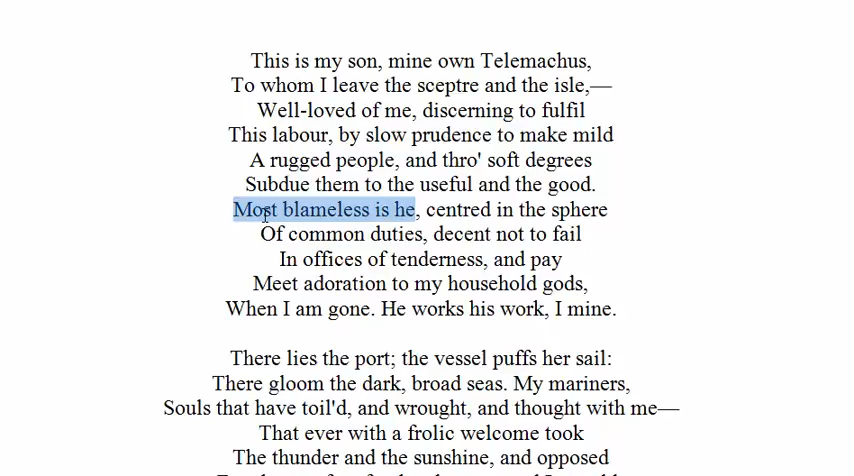 This is my son, mine own Telemachus,
To whom I leave the sceptre and the isle,—
Well-loved of me, discerning to fulfil
This labour, by slow prudence to make mild
A rugged people, and thro' soft degrees
Subdue them to the useful and the good.
Most blameless is he, centred in the sphere
Of common duties, decent not to fail
In offices of tenderness, and pay
Meet adoration to my household gods,
When I am gone. He works his work, I mine.
There lies the port; the vessel puffs her sail:
There gloom the dark, broad seas. My mariners,
Souls that have toil'd, and wrought, and thought with me—
That ever with a frolic welcome took
The thunder and the sunshine, and opposed